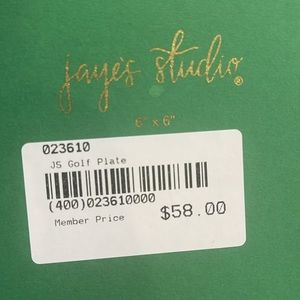 jaye's studio®
6" x 6"
023610
JS Golf Plate
(400)023610000
Member Price
$58.00